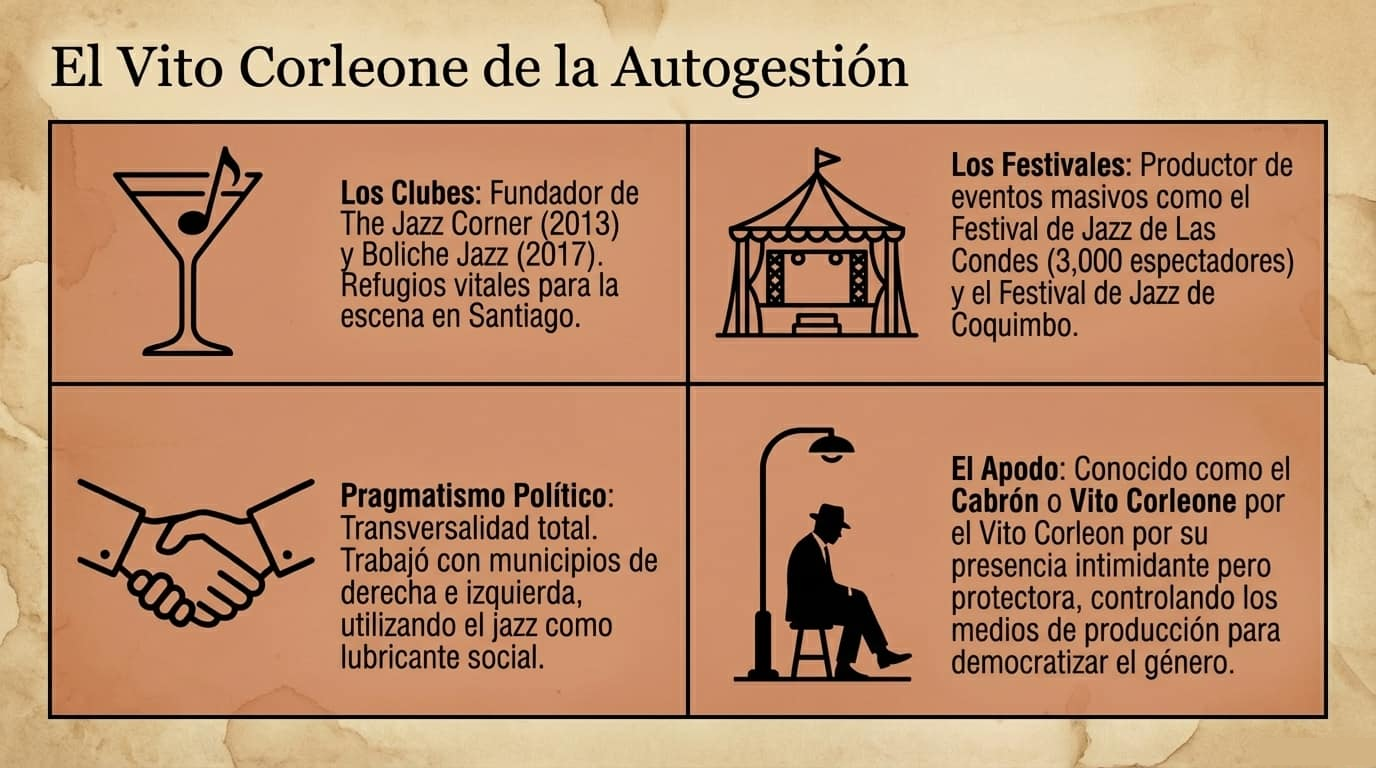 El Vito Corleone de la Autogestión
Los Clubes: Fundador de
The Jazz Corner (2013)
y Boliche Jazz (2017).
Refugios vitales para la
escena en Santiago.
Los Festivales: Productor de
eventos masivos como el
Festival de Jazz de Las
Condes (3,000 espectadores)
y el Festival de Jazz de
Coquimbo.
Pragmatismo Político:
Transversalidad total.
Trabajó con municipios de
derecha e izquierda,
utilizando el jazz como
lubricante social.
El Apodo: Conocido como el
Cabrón o Vito Corleone por
el Vito Corleon por su
presencia intimidante pero
protectora, controlando los
medios de producción para
democratizar el género.